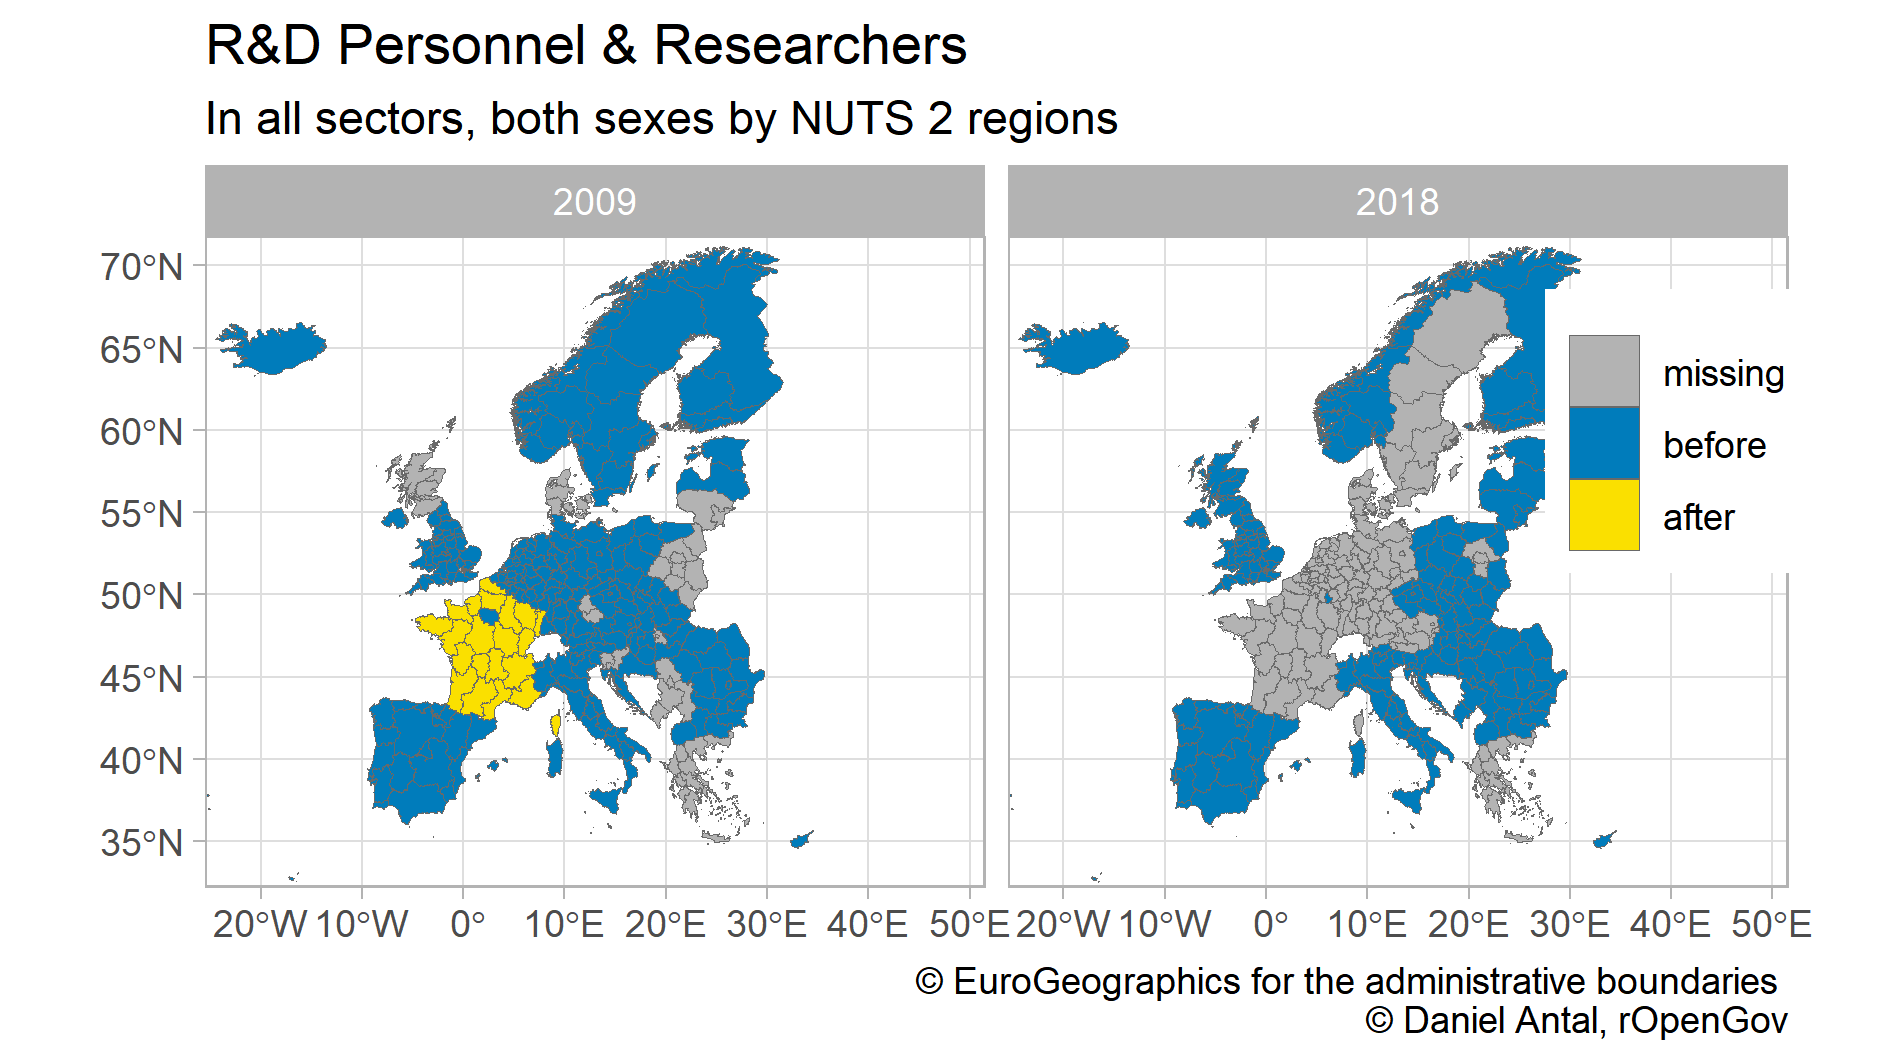 R&D Personnel & Researchers
In all sectors, both sexes by NUTS 2 regions
2009
2018
70°N
65°N
60°N
55°N
50°N
45°N
40°N
35°N
missing
before
after
20°W 10°W 0° 10°E 20°E 30°E 40°E 50°E
20°W 10°W 0° 10°E 20°E 30°E 40°E 50°E
© EuroGeographics for the administrative boundaries
© Daniel Antal, rOpenGov